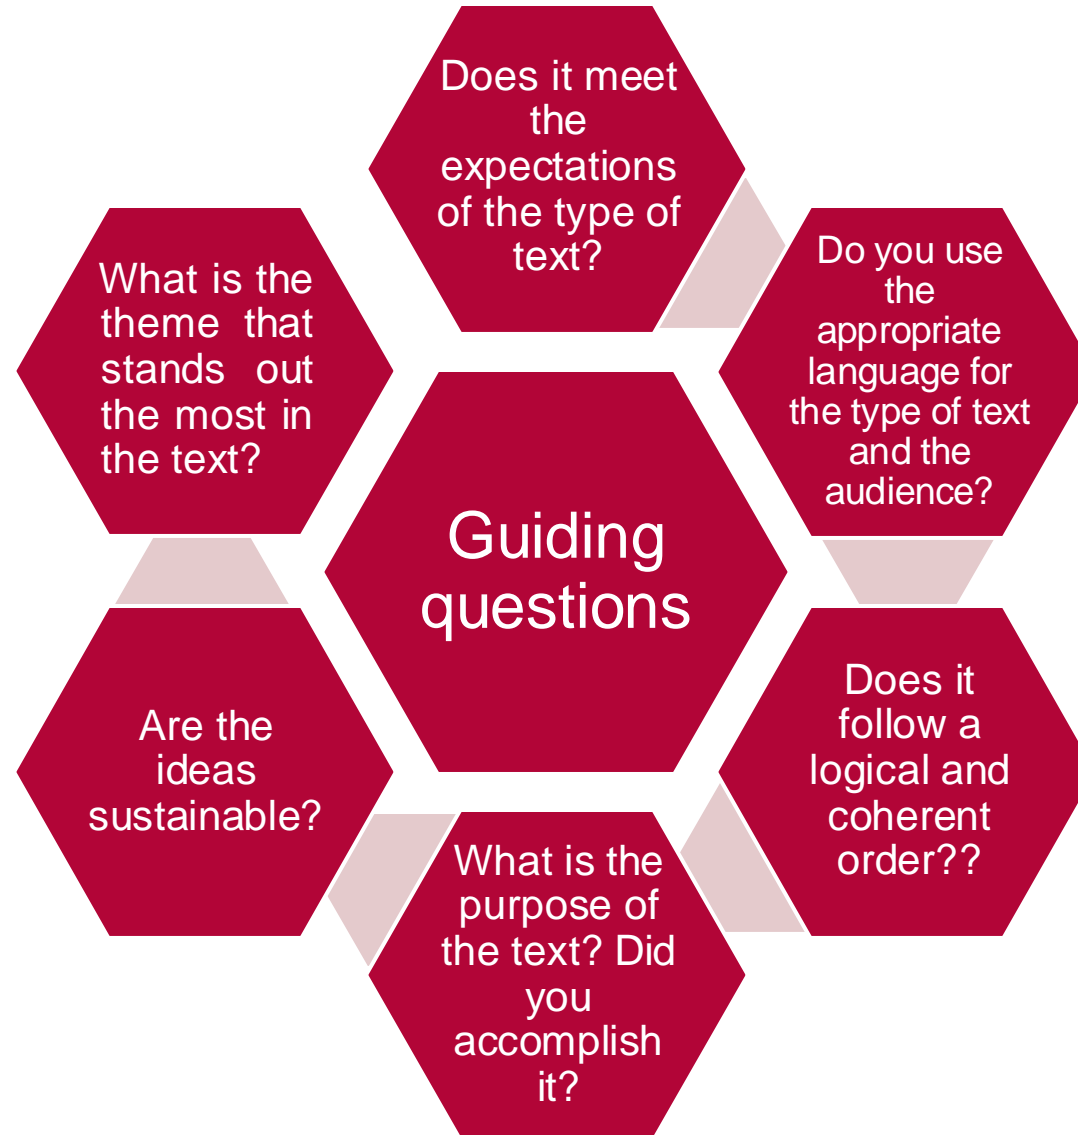 Does it meet
the
expectations
of the type of
text?
Do you use
the
appropriate
language for
the type of text
and the
audience?
Does it
follow a
logical and
coherent
order??
What is the
purpose of
the text? Did
you
accomplish
it?
Are the
ideas
sustainable?
What is the
theme that
stands out
the most in
the text?
Guiding
questions